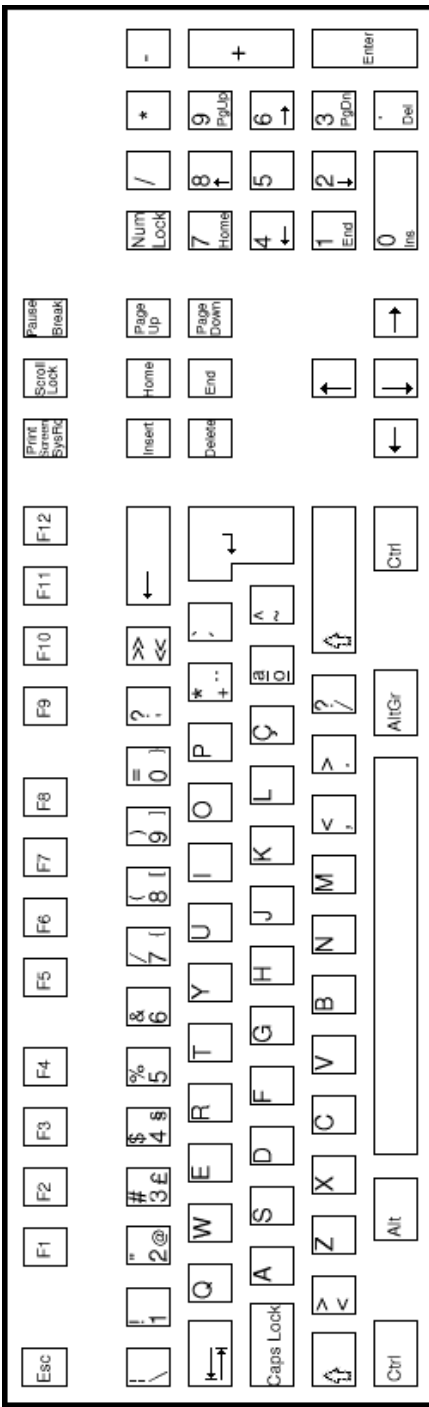 Esc F1 F2 F3 F4 F5 F6 F7 F8 F9 F10 F11 F12 Print Screen SysRq Scroll Lock Pause Break
| \ ! 1 " 2 @ # 3 £ $ 4 § % 5 & 6 / 7 { ( 8 [ ) 9 ] = 0 } ? ' » « ← Insert Home Page Up Num Lock / * -
Q W E R T Y U I O P * + ¨ ´ Delete End Page Down 7 Home 8 ↑ 9 PgUp +
Caps Lock A S D F G H J K L Ç ª º ^ ~ 4 ← 5 6 →
⇧ > < Z X C V B N M < , > . ? / ⇧ ↑ 1 End 2 ↓ 3 PgDn Enter
Ctrl Alt AltGr Ctrl ← ↓ → 0 Ins . Del